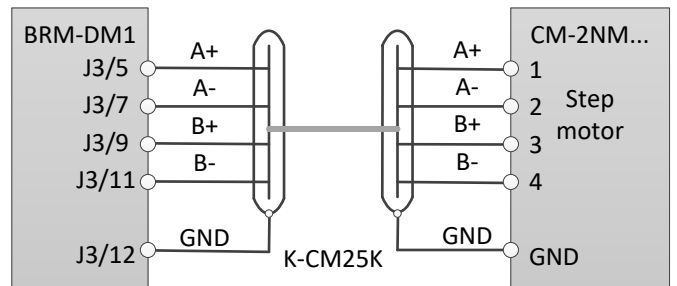 BRM-DM1
J3/5
J3/7
J3/9
J3/11
J3/12
A+
A-
B+
B-
GND
K-CM25K
A+
A-
B+
B-
GND
CM-2NM...
1
2
3
4
Step
motor
GND